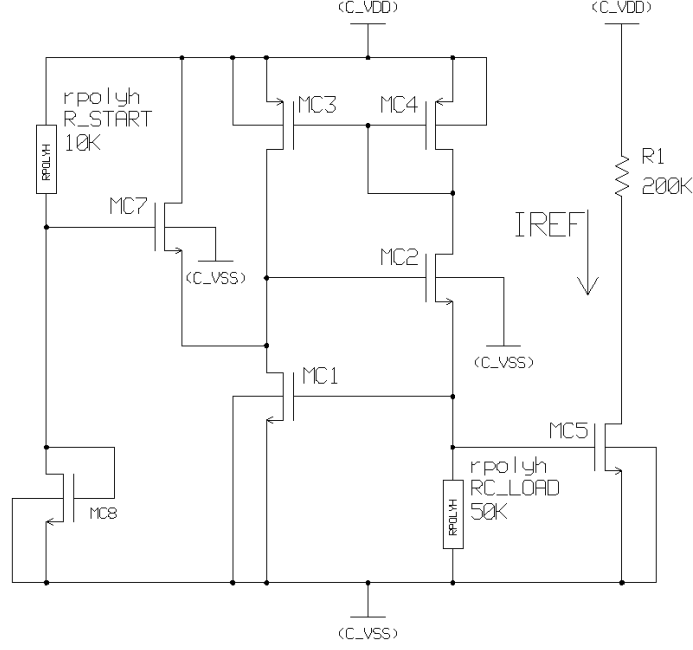 (C_VDD)
(C_VDD)
rpolyh
R_START
10K
RPOLYH
MC3
MC4
R1
200K
MC7
IREF
MC2
(C_VSS)
(C_VSS)
MC1
MC5
rpolyh
RC_LOAD
50K
RPOLYH
MC8
(C_VSS)